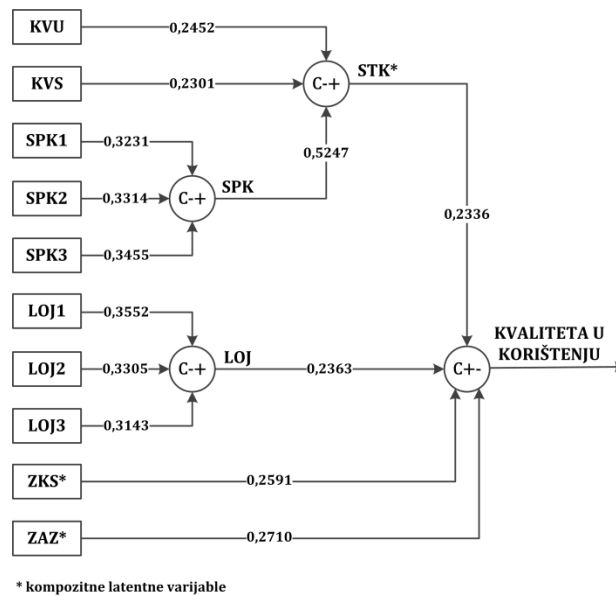 KVU
0,2452
KVS
0,2301
C-+
STK*
SPK1
0,3231
0,5247
SPK2
0,3314
C-+
SPK
SPK3
0,3455
0,2336
LOJ1
0,3552
LOJ2
0,3305
C-+
LOJ
0,2363
C+-
KVALITETA U
KORIŠTENJU
LOJ3
0,3143
ZKS*
0,2591
ZAZ*
0,2710
* kompozitne latentne varijable